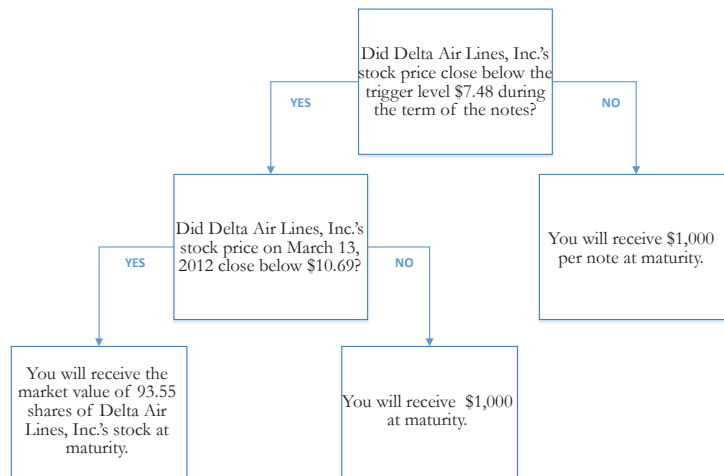 Did Delta Air Lines, Inc.'s
stock price close below the
trigger level $7.48 during
the term of the notes?
YES
NO
Did Delta Air Lines, Inc.'s
stock price on March 13,
2012 close below $10.69?
You will receive $1,000
per note at maturity.
YES
NO
You will receive the
market value of 93.55
shares of Delta Air
Lines, Inc.'s stock at
maturity.
You will receive $1,000
at maturity.